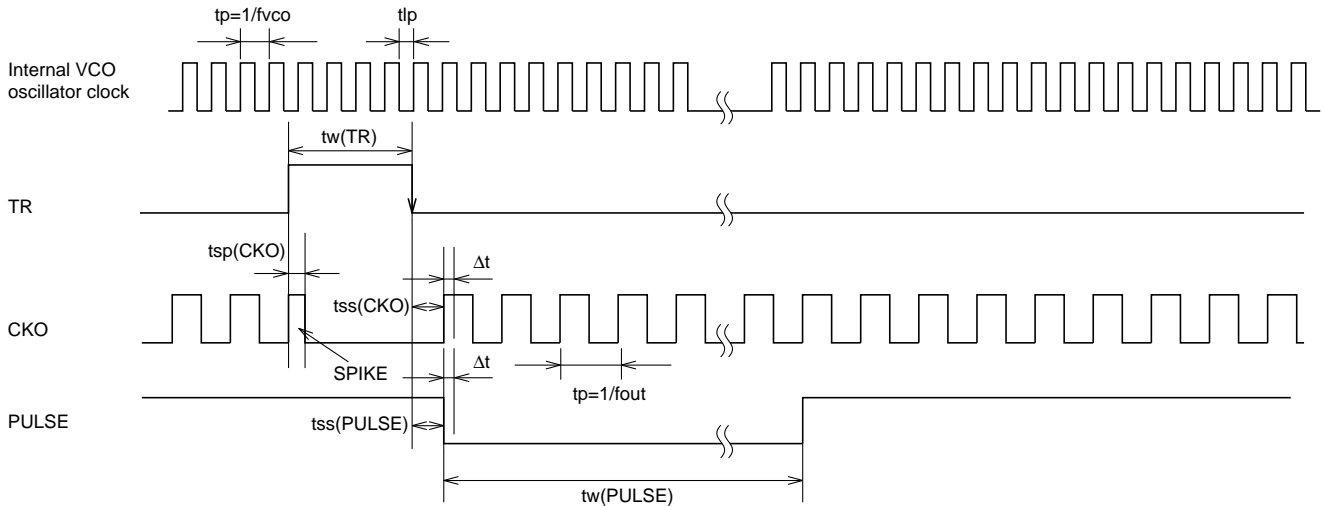 tp=1/fvco
tlp
Internal VCO
oscillator clock
tw(TR)
TR
tsp(CKO)
Δt
tss(CKO)
CKO
SPIKE
Δt
tp=1/fout
PULSE
tss(PULSE)
tw(PULSE)